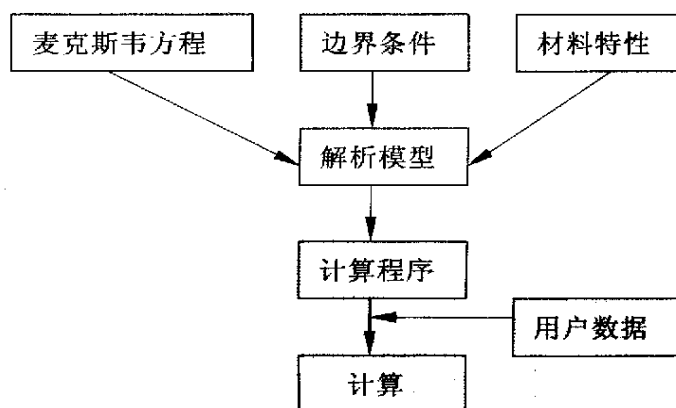 麦克斯韦方程
边界条件
材料特性
解析模型
计算程序
用户数据
计算